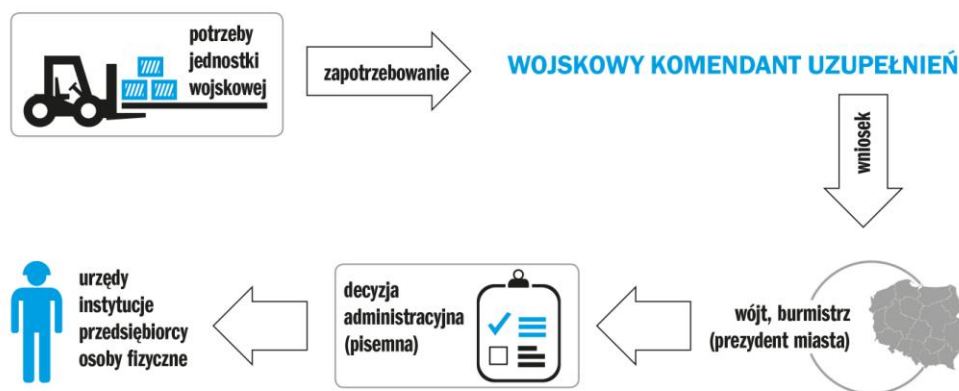 potrzeby
jednostki
wojskowej
zapotrzebowanie
WOJSKOWY KOMENDANT UZUPEŁNIEŃ
wniosek
wójt, burmistrz
(prezydent miasta)
decyzja
administracyjna
(pisemna)
urzędy
instytucje
przedsiębiorcy
osoby fizyczne